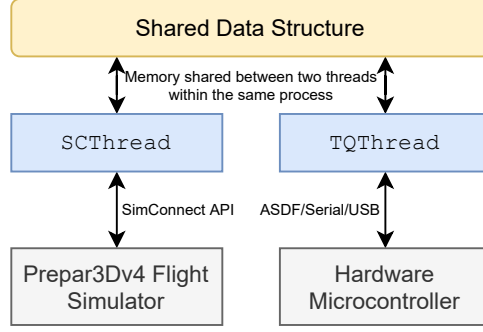 Shared Data Structure
Memory shared between two threads
within the same process
SCThread
TQThread
SimConnect API
ASDF/Serial/USB
Prepar3Dv4 Flight
Simulator
Hardware
Microcontroller